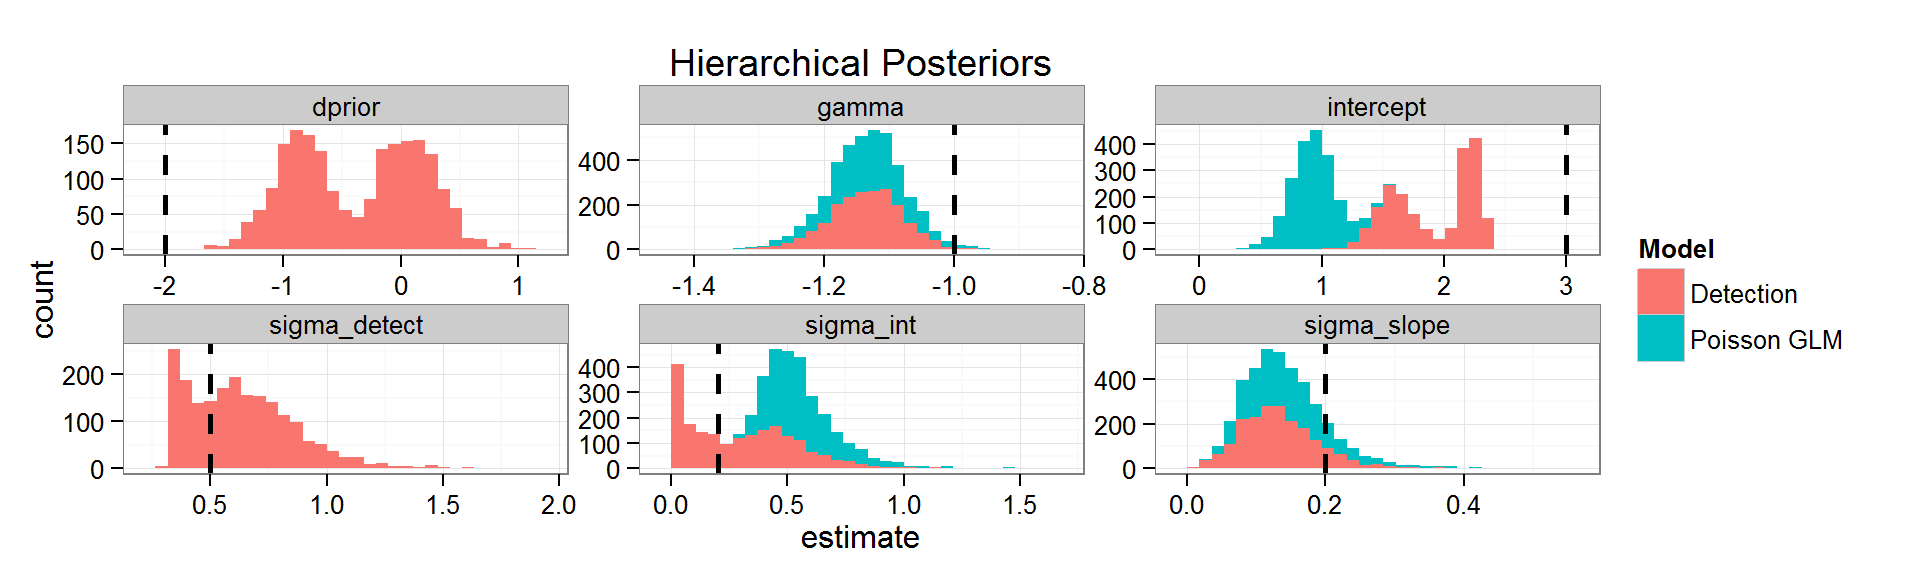 Hierarchical Posteriors
dprior
gamma
intercept
150
100
50
0
400
200
0
400
300
200
100
0
-2 -1 0 1
-1.4 -1.2 -1.0 -0.8
0 1 2 3
count
sigma_detect
sigma_int
sigma_slope
200
100
0
400
300
200
100
0
400
200
0
0.5 1.0 1.5 2.0
0.0 0.5 1.0 1.5
0.0 0.2 0.4
estimate
Model
Detection
Poisson GLM